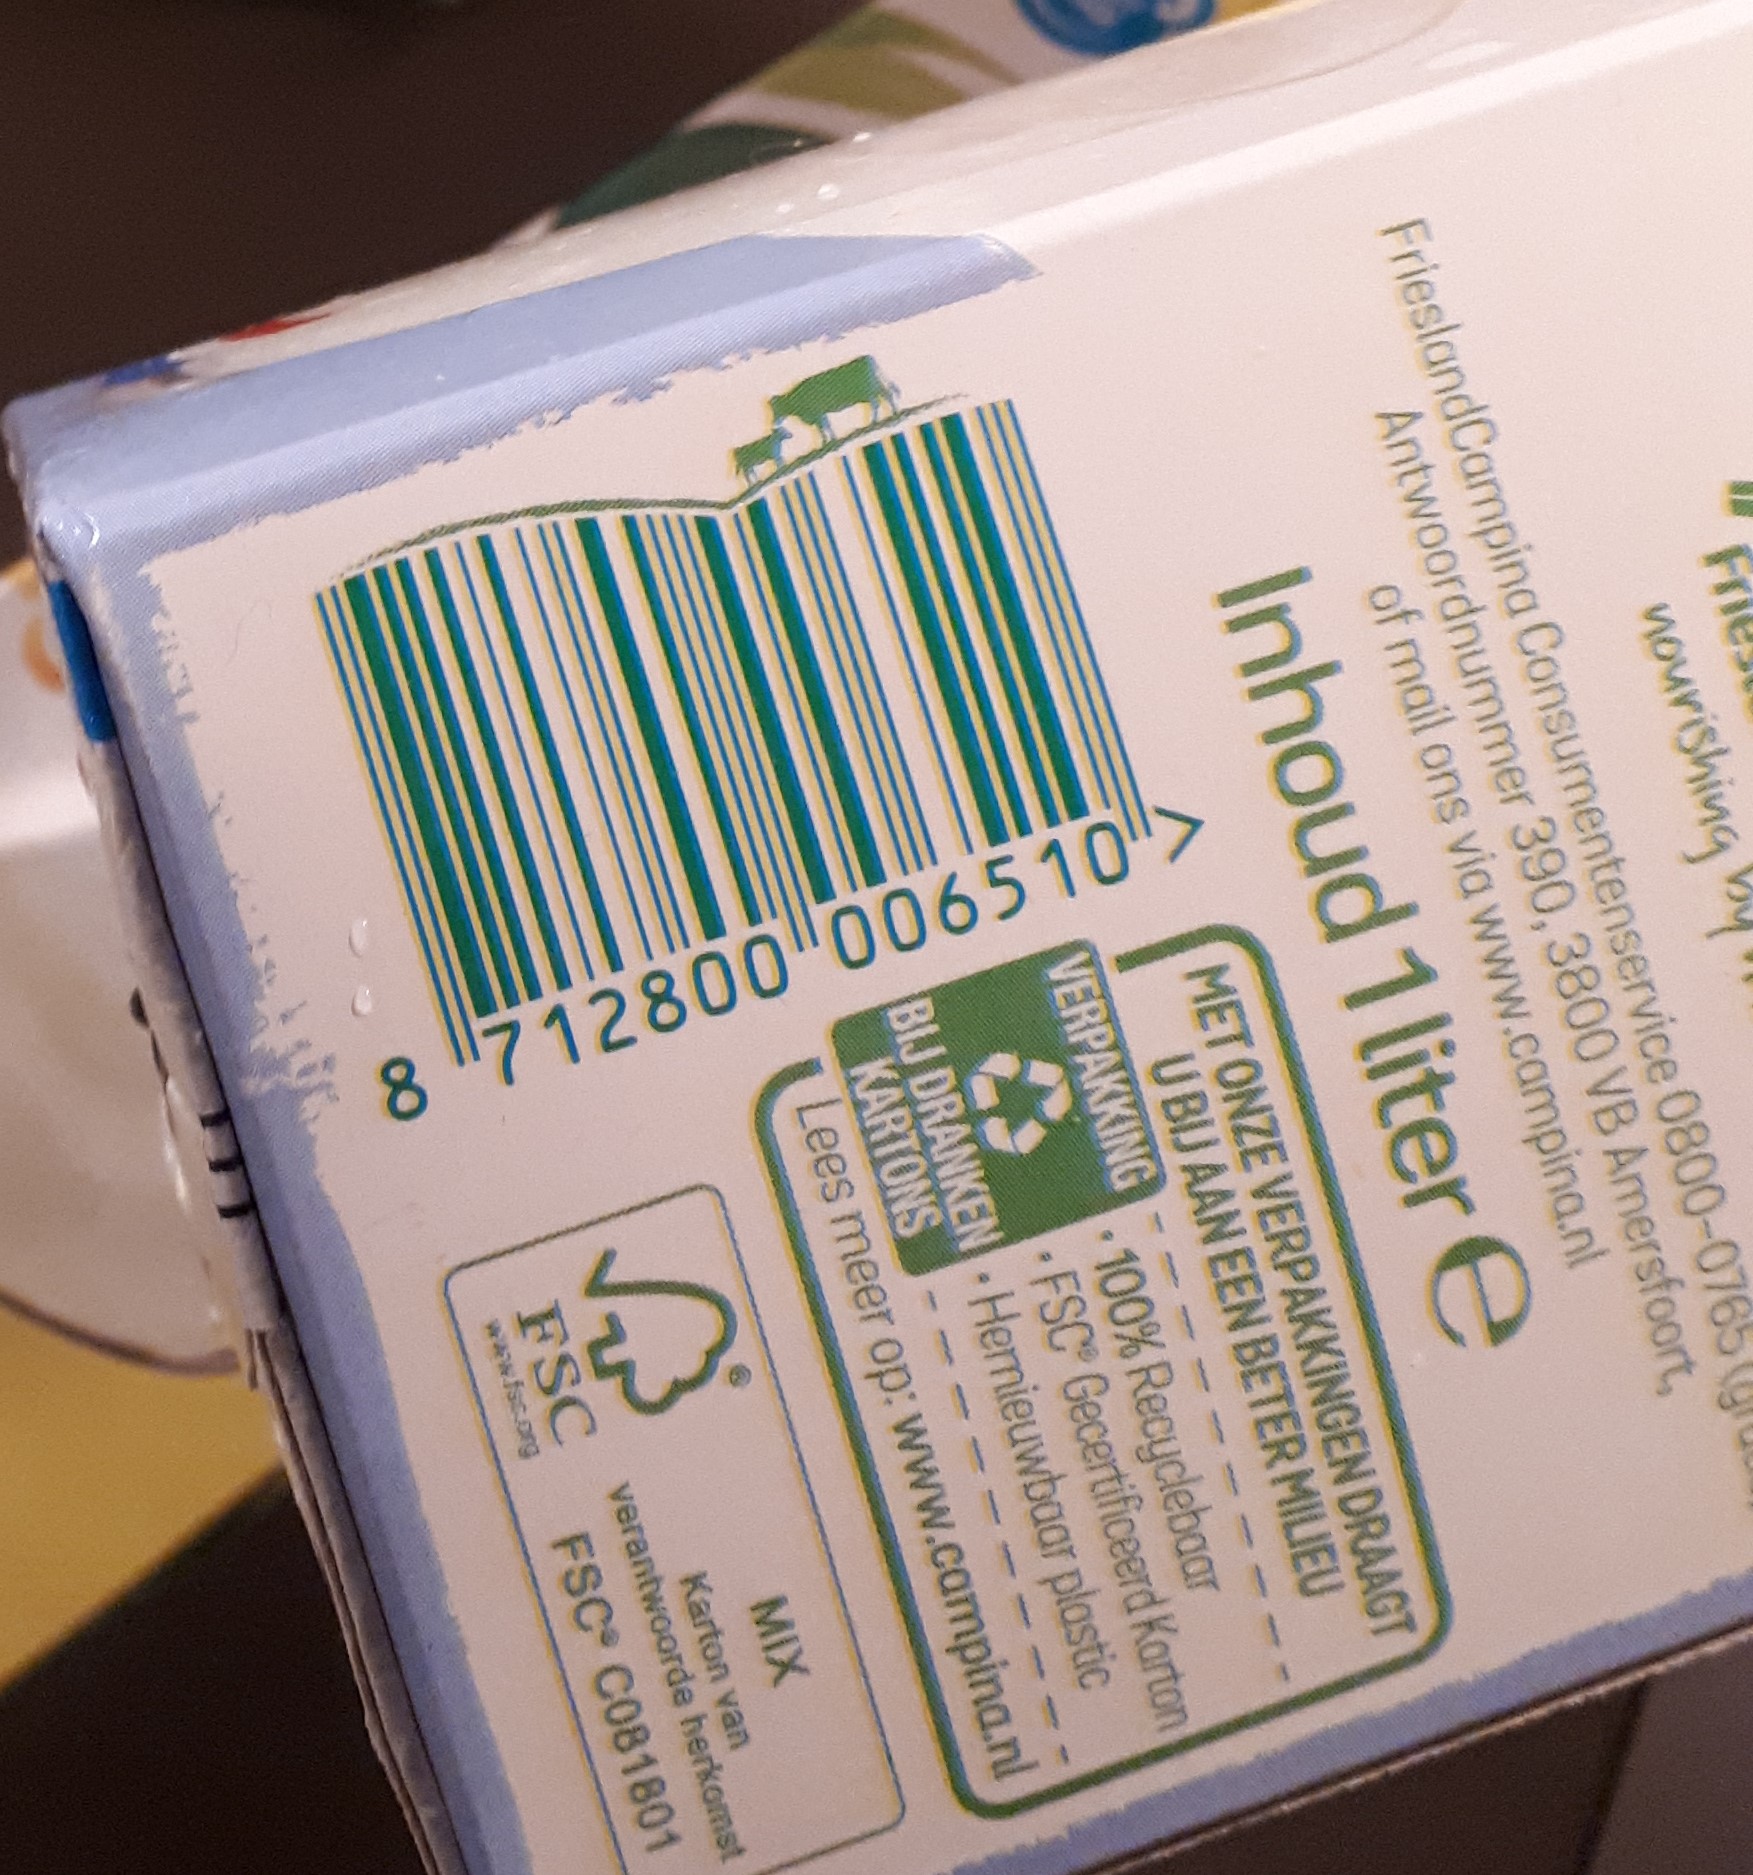 8 712800 006510 >
FrieslandCampina Consumentenservice 0800-0765
Antwoordnummer 390, 3800 VB Amersfoort,
of mail ons via www.campina.nl
nourishing by
Inhoud 1 liter e
MET ONZE VERPAKKINGEN DRAAGT
U BIJ AAN EEN BETER MILIEU
VERPAKKING
BIJ DRANKEN
KARTONS
• 100% Recyclebaar
• FSC® Gecertificeerd Karton
• Hernieuwbaar plastic
Lees meer op: www.campina.nl
®
FSC
www.fsc.org
MIX
Karton van
verantwoorde herkomst
FSC® C081801